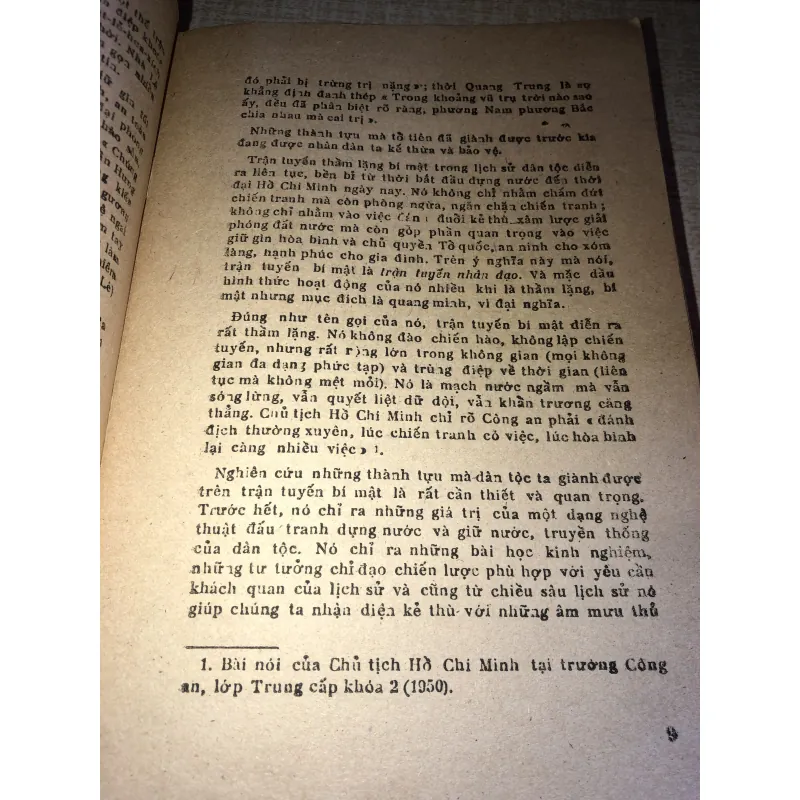 đó phải bị trừng trị nặng »; thời Quang Trung là sự
khẳng định đanh thép « Trong khoảng vũ trụ trời nào sao
ấy, đều đã phân biệt rõ ràng, phương Nam phương Bắc
chia nhau mà cai trị ».
Những thành tựu mà tổ tiên đã giành được trước kia
đang được nhân dân ta kế thừa và bảo vệ.
Trận tuyến thầm lặng bí mật trong lịch sử dân tộc diễn
ra liên tục, bền bỉ từ thời bắt đầu dựng nước đến thời
đại Hồ Chí Minh ngày nay. Nó không chỉ nhằm chấm dứt
chiến tranh mà còn phòng ngừa, ngăn chặn chiến tranh ;
không chỉ nhằm vào việc đánh đuổi kẻ thù xâm lược giải
phóng đất nước mà còn góp phần quan trọng vào việc
giữ gìn hòa bình và chủ quyền Tổ quốc, an ninh cho xóm
làng, hạnh phúc cho gia đình. Trên ý nghĩa này mà nói,
trận tuyến bí mật là trận tuyến nhân đạo. Và mặc dầu
hình thức hoạt động của nó nhiều khi là thầm lặng, bí
mật nhưng mục đích là quang minh, vì đại nghĩa.
Đúng như tên gọi của nó, trận tuyến bí mật diễn ra
rất thầm lặng. Nó không đào chiến hào, không lập chiến
tuyến, nhưng rất rộng lớn trong không gian (mọi không
gian đa dạng phức tạp) và trùng điệp về thời gian (liên
tục mà không mệt mỏi). Nó là mạch nước ngầm mà vẫn
sóng lừng, vẫn quyết liệt dữ dội, vẫn khẩn trương căng
thẳng. Chủ tịch Hồ Chí Minh chỉ rõ Công an phải « đánh
địch thường xuyên, lúc chiến tranh có việc, lúc hòa bình
lại càng nhiều việc » 1.
Nghiên cứu những thành tựu mà dân tộc ta giành được
trên trận tuyến bí mật là rất cần thiết và quan trọng.
Trước hết, nó chỉ ra những giá trị của một dạng nghệ
thuật đấu tranh dựng nước và giữ nước, truyền thống
của dân tộc. Nó chỉ ra những bài học kinh nghiệm,
những tư tưởng chỉ đạo chiến lược phù hợp với yêu cầu
khách quan của lịch sử và cũng từ chiều sâu lịch sử nó
giúp chúng ta nhận diện kẻ thù với những âm mưu thủ
1. Bài nói của Chủ tịch Hồ Chí Minh tại trường Công
an, lớp Trung cấp khóa 2 (1950).
9